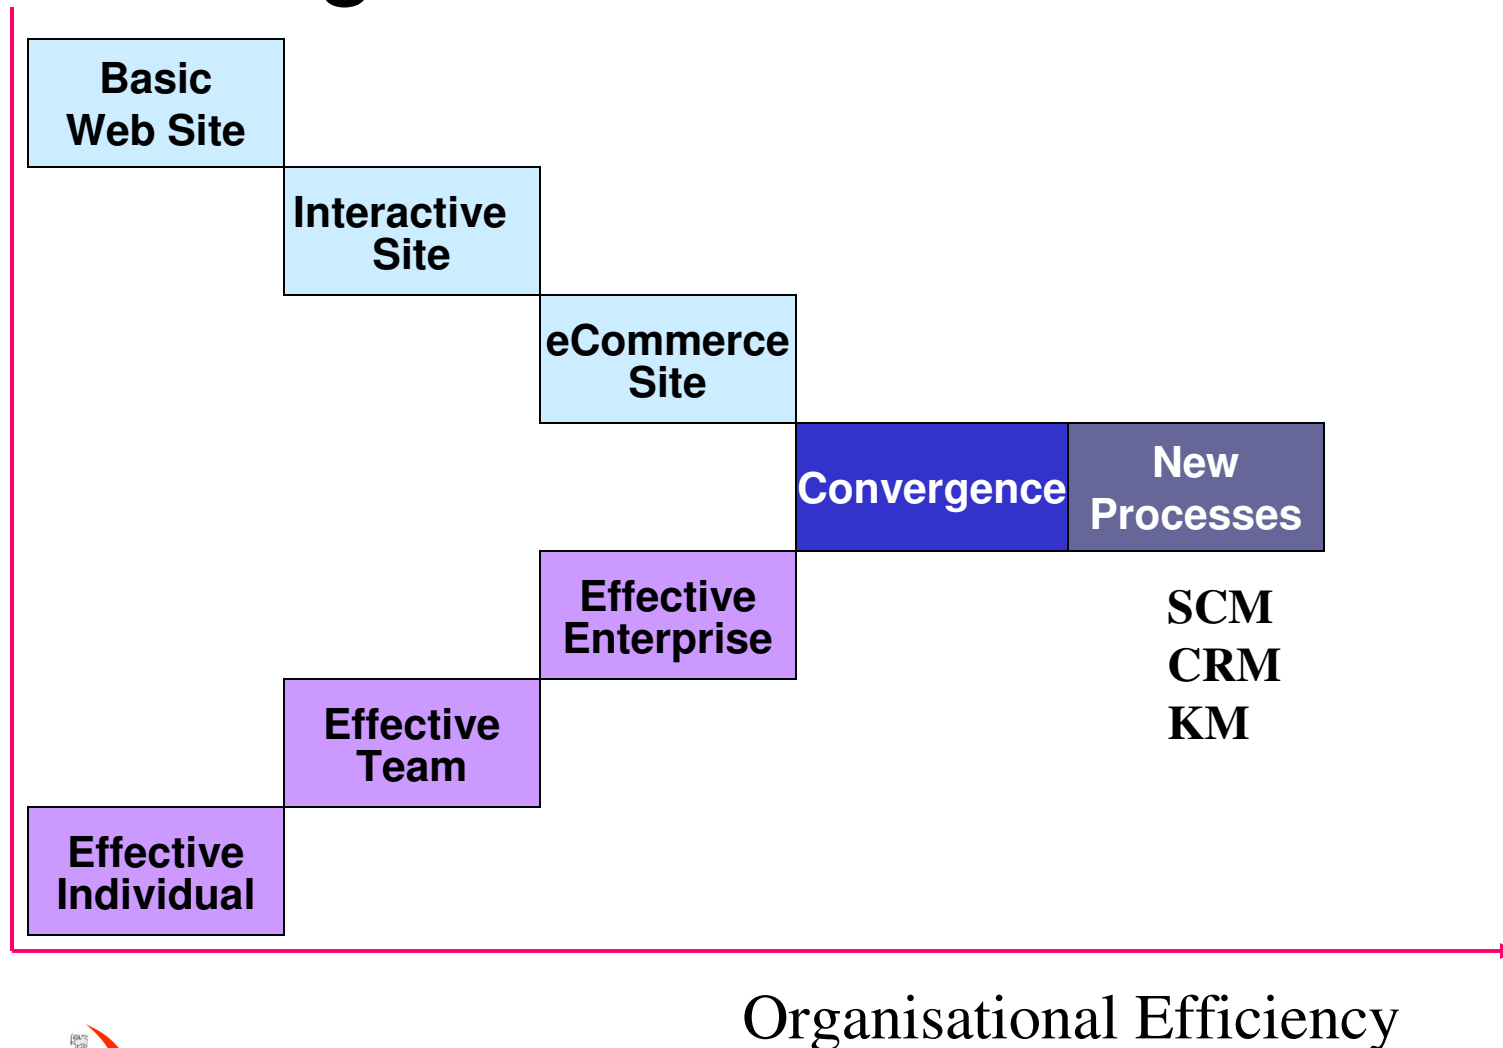 Basic
Web Site
Interactive
Site
eCommerce
Site
Convergence
New
Processes
Effective
Enterprise
SCM
CRM
KM
Effective
Team
Effective
Individual
Organisational Efficiency